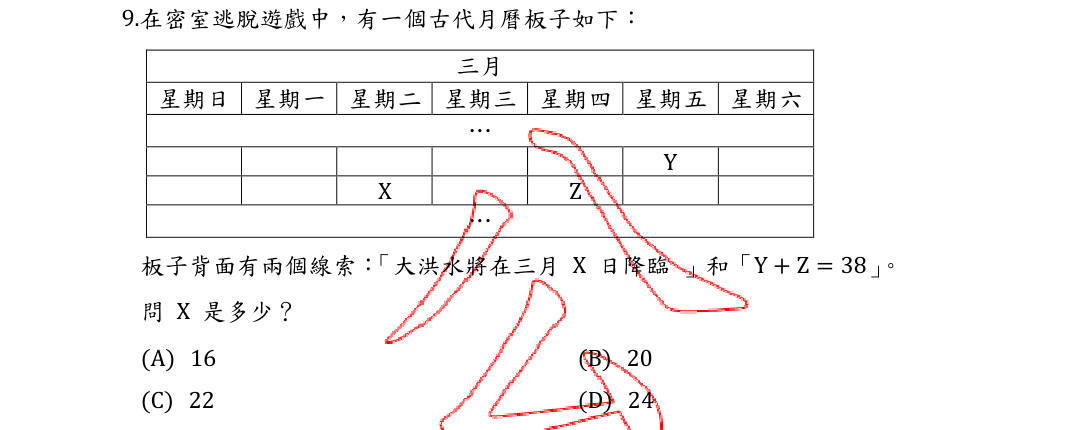 9.在密室逃脫遊戲中，有一個古代月曆板子如下：
三月
星期日 星期一 星期二 星期三 星期四 星期五 星期六
…
Y
X Z
…
板子背面有兩個線索：「大洪水將在三月 X 日降臨 」和「Y + Z = 38」。
問 X 是多少？
(A) 16 (B) 20
(C) 22 (D) 24